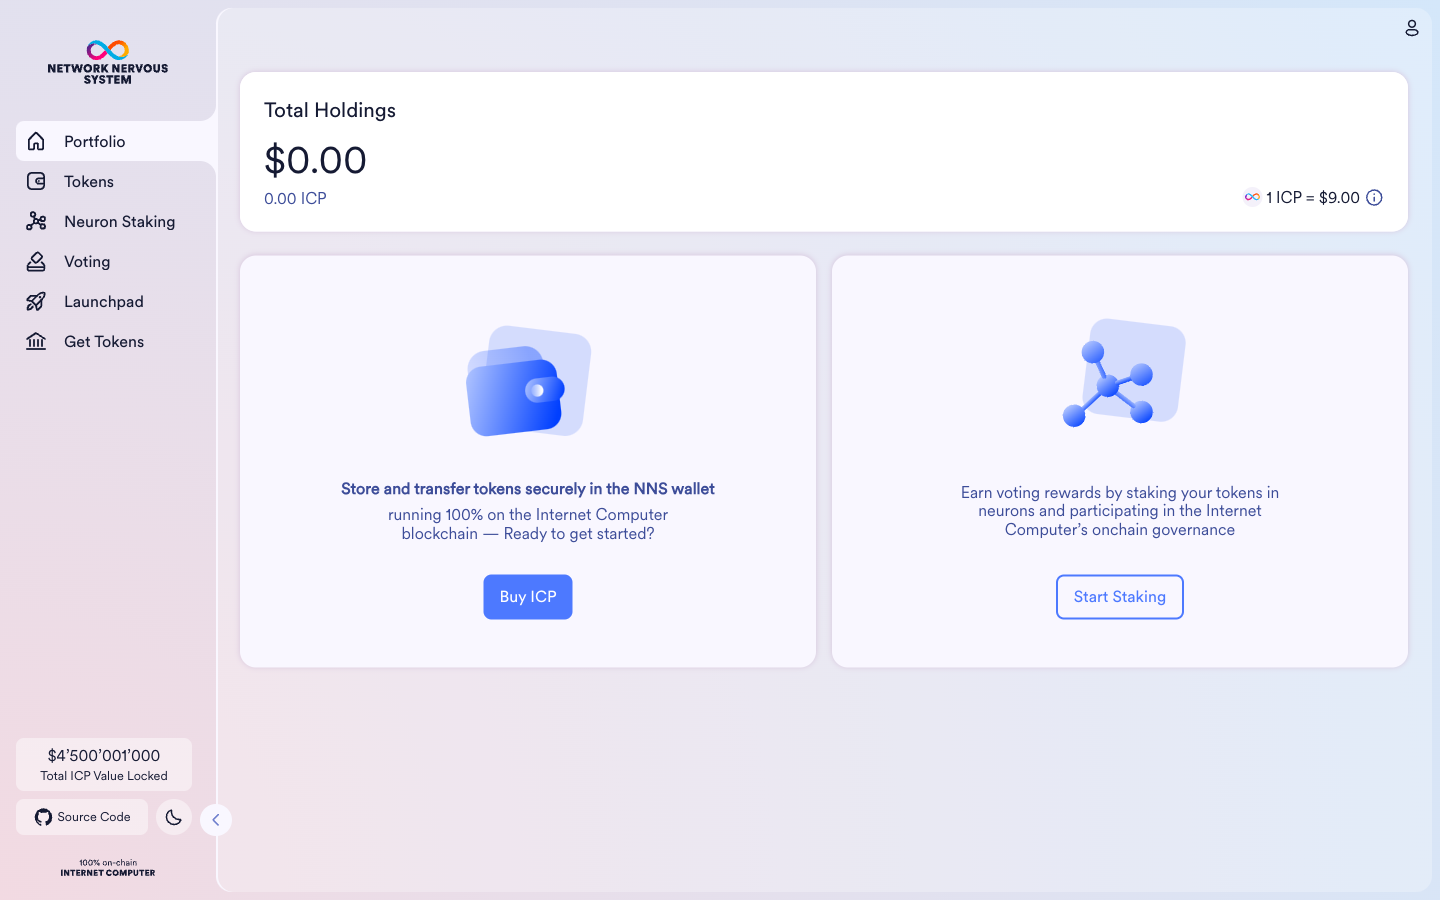 NETWORK NERVOUS
SYSTEM
Portfolio
Tokens
Neuron Staking
Voting
Launchpad
Get Tokens
$4’500’001’000
Total ICP Value Locked
Source Code
100% on-chain
INTERNET COMPUTER
Total Holdings
$0.00
0.00 ICP
1 ICP = $9.00
Store and transfer tokens securely in the NNS wallet
running 100% on the Internet Computer
blockchain — Ready to get started?
Buy ICP
Earn voting rewards by staking your tokens in
neurons and participating in the Internet
Computer’s onchain governance
Start Staking